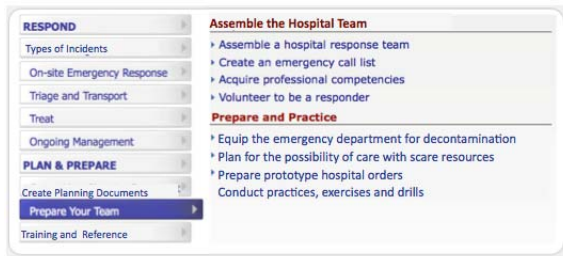 RESPOND
Types of Incidents
On-site Emergency Response
Triage and Transport
Treat
Ongoing Management
PLAN & PREPARE
Create Planning Documents
Prepare Your Team
Training and Reference
Assemble the Hospital Team
Assemble a hospital response team
Create an emergency call list
Acquire professional competencies
Volunteer to be a responder
Prepare and Practice
Equip the emergency department for decontamination
Plan for the possibility of care with scare resources
Prepare prototype hospital orders
Conduct practices, exercises and drills